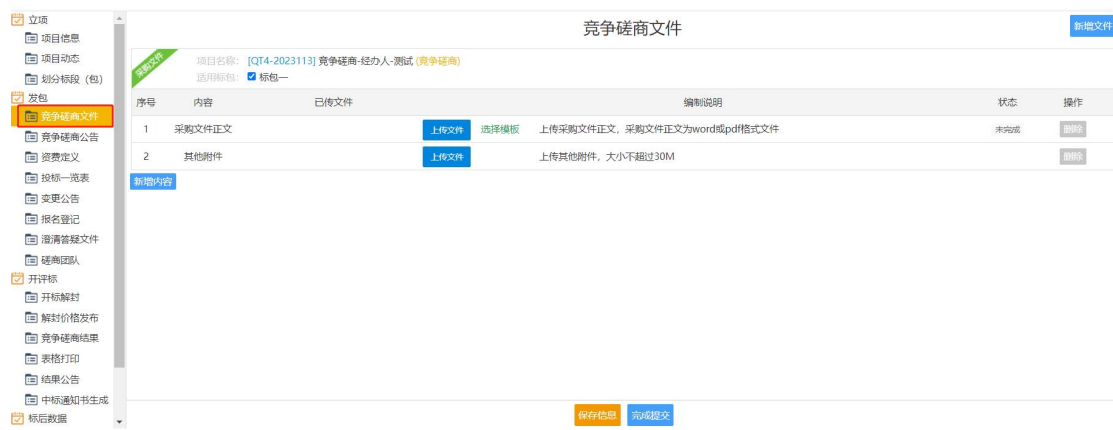 立项
项目信息
项目动态
划分标段（包）
发包
竞争磋商文件
竞争磋商公告
资费定义
投标一览表
变更公告
报名登记
澄清答疑文件
磋商团队
开评标
开标解封
解封价格发布
竞争磋商结果
表格打印
结果公告
中标通知书生成
标后数据
竞争磋商文件
新增文件
采购文件
项目名称: [QT4-2023113] 竞争磋商-经办人-测试 (竞争磋商)
适用标包: 标包一
序号 内容 已传文件 编制说明 状态 操作
1 采购文件正文 上传文件 选择模板 上传采购文件正文，采购文件正文为word或pdf格式文件 未完成 删除
2 其他附件 上传文件 上传其他附件，大小不超过30M 删除
新增内容
保存信息 完成提交